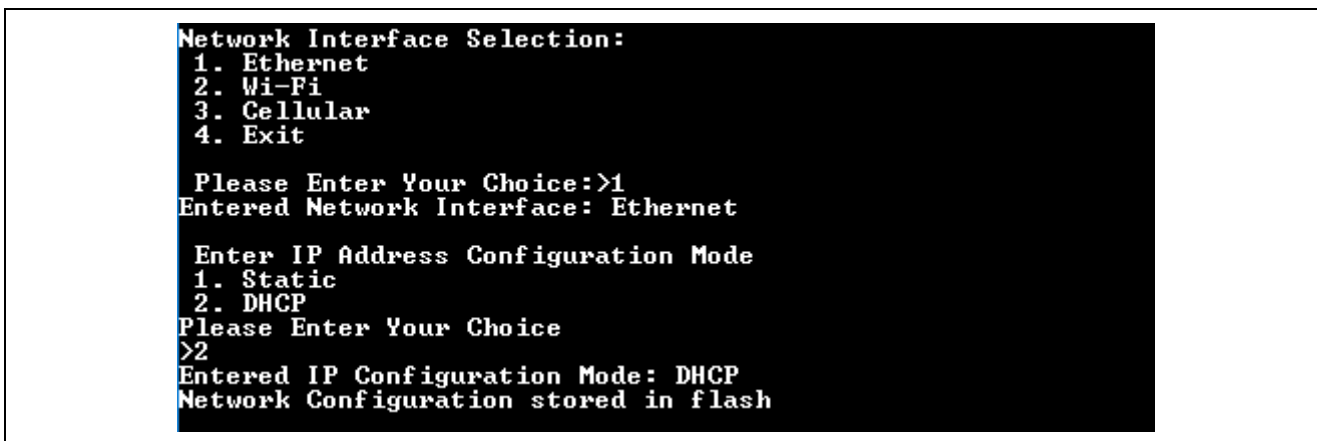 Network Interface Selection:
1. Ethernet
2. Wi-Fi
3. Cellular
4. Exit
Please Enter Your Choice:>1
Entered Network Interface: Ethernet
Enter IP Address Configuration Mode
1. Static
2. DHCP
Please Enter Your Choice
>2
Entered IP Configuration Mode: DHCP
Network Configuration stored in flash